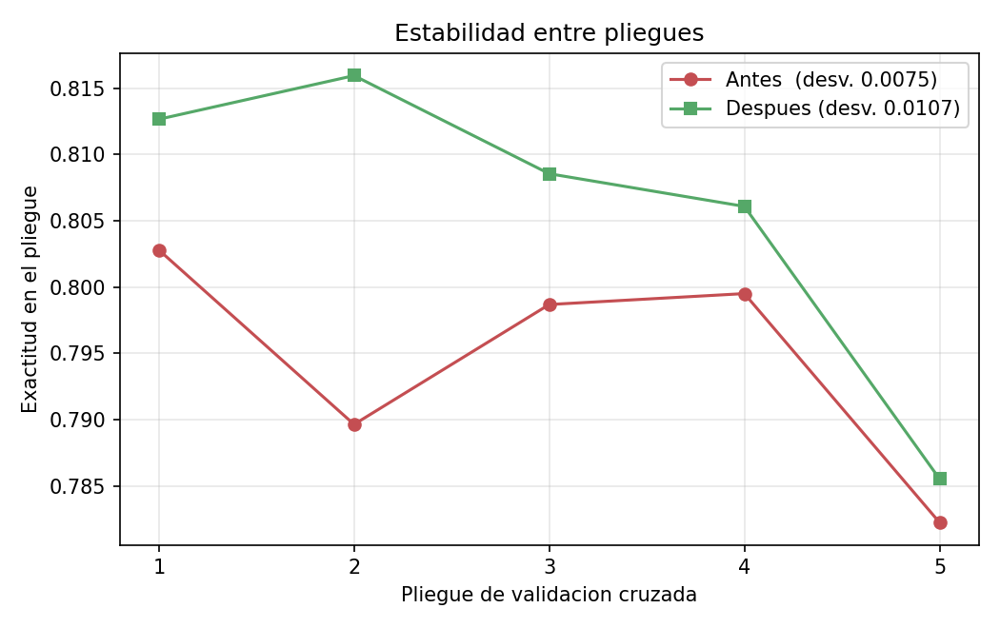 Estabilidad entre pliegues
Antes  (desv. 0.0075)
Despues (desv. 0.0107)
Exactitud en el pliegue
0.815
0.810
0.805
0.800
0.795
0.790
0.785
1 2 3 4 5
Pliegue de validacion cruzada